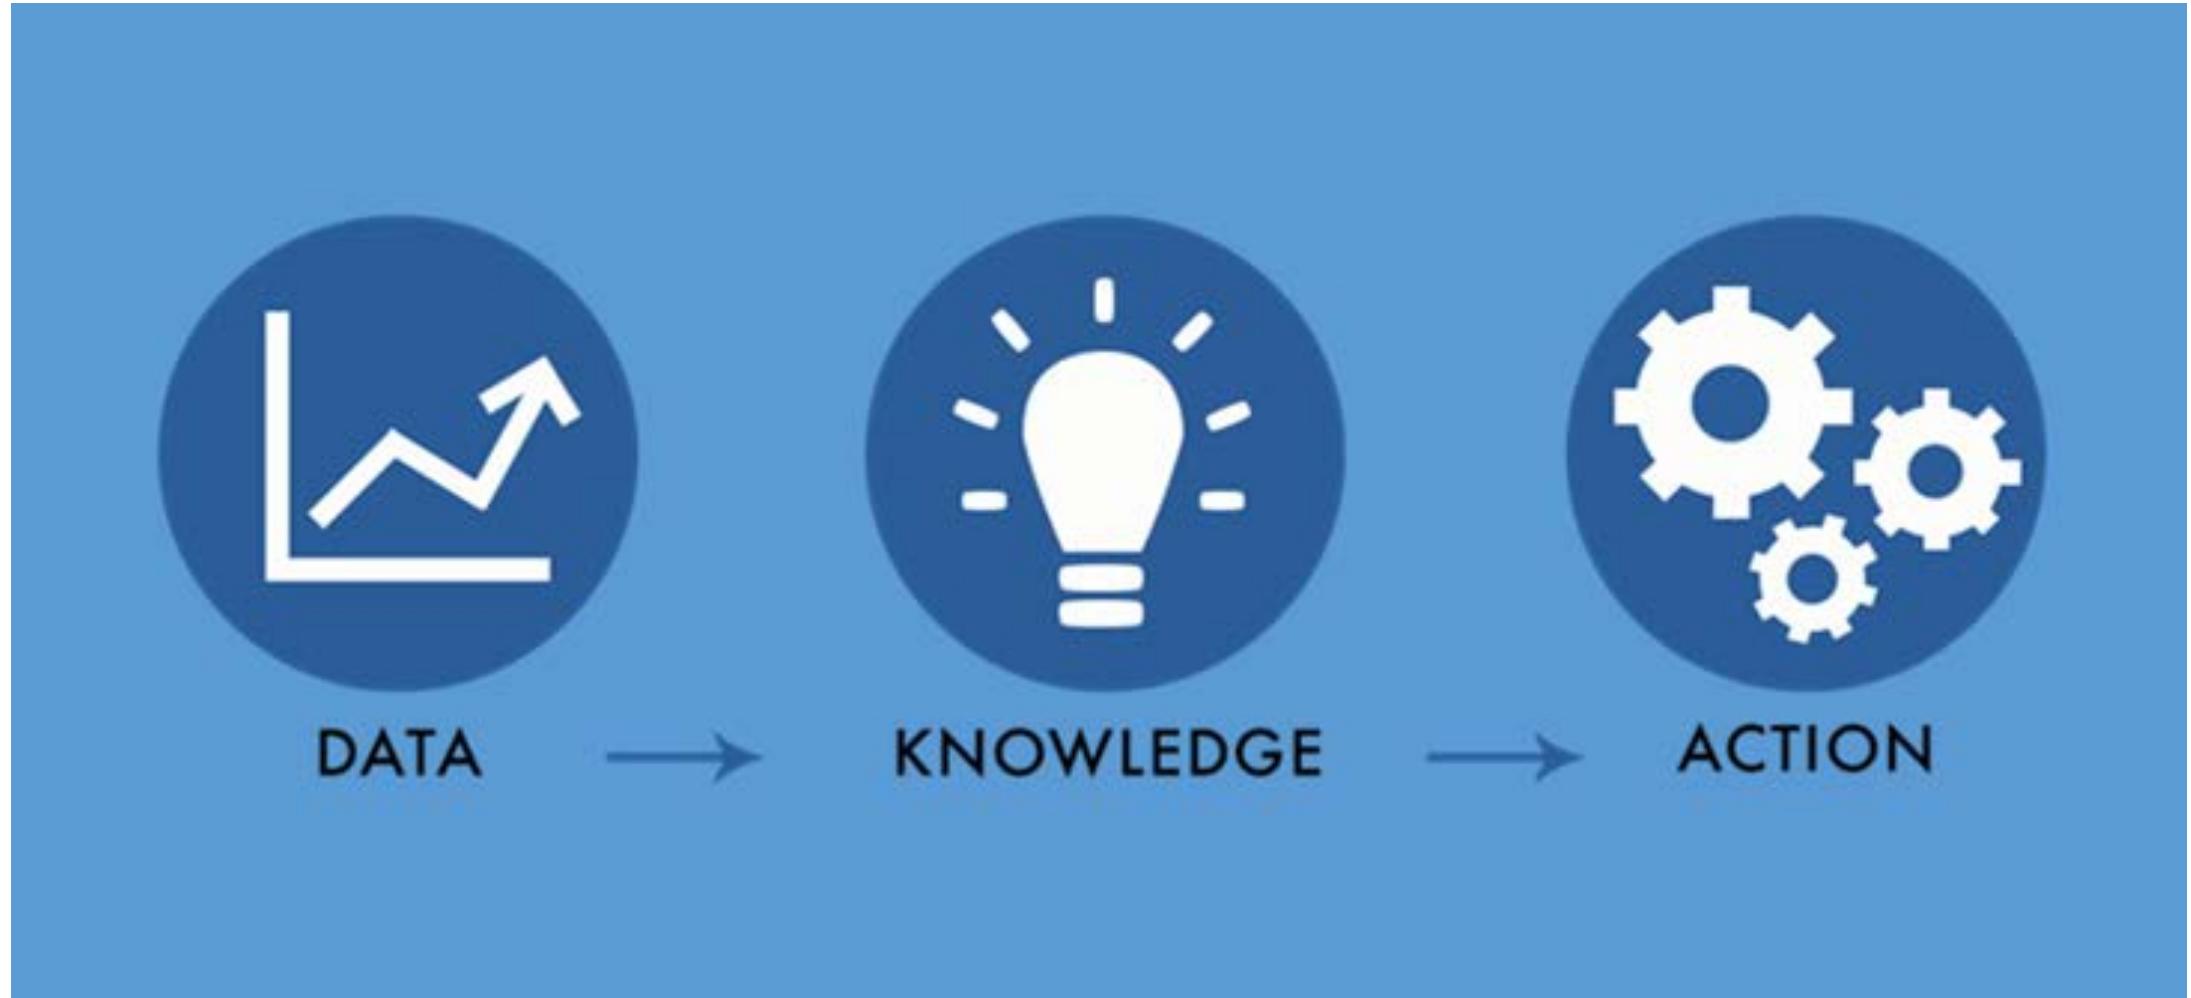 DATA → KNOWLEDGE → ACTION